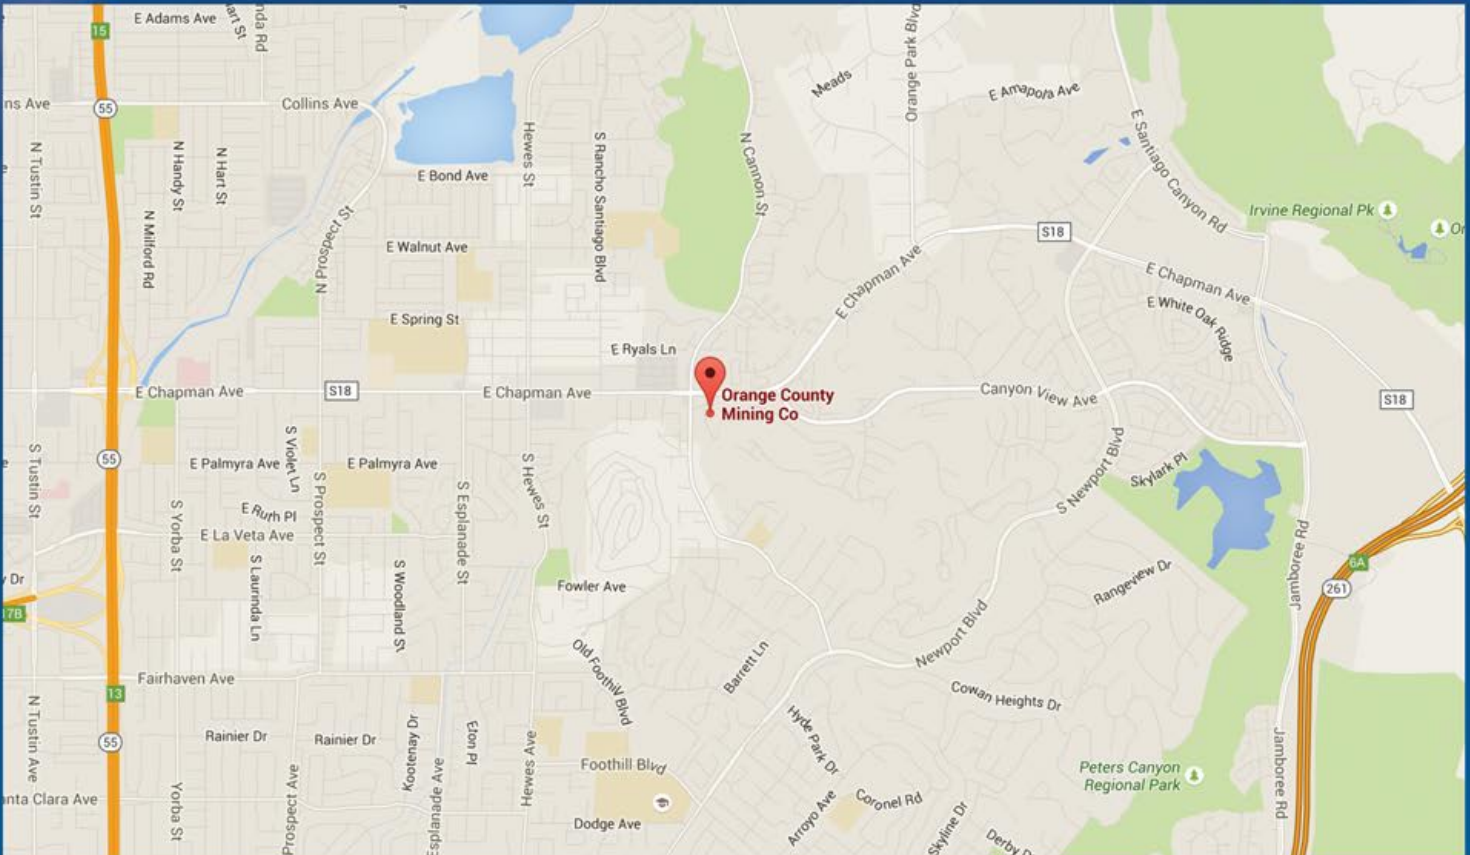 E Adams Ave
Orange Park Blvd
15
Meads
E Amapola Ave
ns Ave
55
Collins Ave
N Tustin St
N Handy St
N Hart St
Hewes St
S Rancho Santiago Blvd
N Cannon St
E Santiago Canyon Rd
E Bond Ave
N Milford Rd
N Prospect St
E Walnut Ave
Irvine Regional Pk
S18
E Chapman Ave
E Chapman Ave
E Spring St
E White Oak Ridge
E Ryals Ln
E Chapman Ave
S18
E Chapman Ave
Orange County
Mining Co
Canyon View Ave
S18
S Tustin St
55
S Violet Ln
E Palmyra Ave
E Palmyra Ave
S Hewes St
S Newport Blvd
Skylark Pl
S Yorba St
E Ruth Pl
S Prospect St
S Esplanade St
E La Veta Ave
Jamboree Rd
6A
261
y Dr
17B
S Laurinda Ln
S Woodland St
Fowler Ave
Rangeview Dr
Old Foothill Blvd
Barrett Ln
Newport Blvd
Fairhaven Ave
13
Cowan Heights Dr
N Tustin Ave
55
Rainier Dr
Rainier Dr
Kootenay Dr
Eton Pl
Hewes Ave
Hyde Park Dr
Foothill Blvd
Jamboree Rd
Peters Canyon
Regional Park
anta Clara Ave
Yorba St
Prospect Ave
Esplanade Ave
Dodge Ave
Arroyo Ave
Coronel Rd
Skyline Dr
Derby D